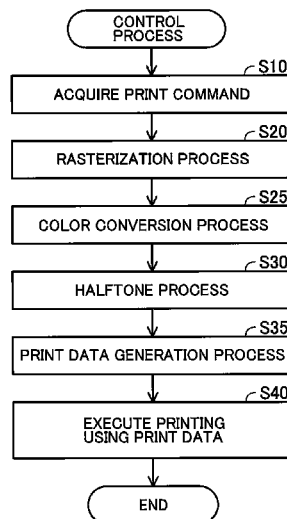 CONTROL
PROCESS
S10
ACQUIRE PRINT COMMAND
S20
RASTERIZATION PROCESS
S25
COLOR CONVERSION PROCESS
S30
HALFTONE PROCESS
S35
PRINT DATA GENERATION PROCESS
S40
EXECUTE PRINTING
USING PRINT DATA
END